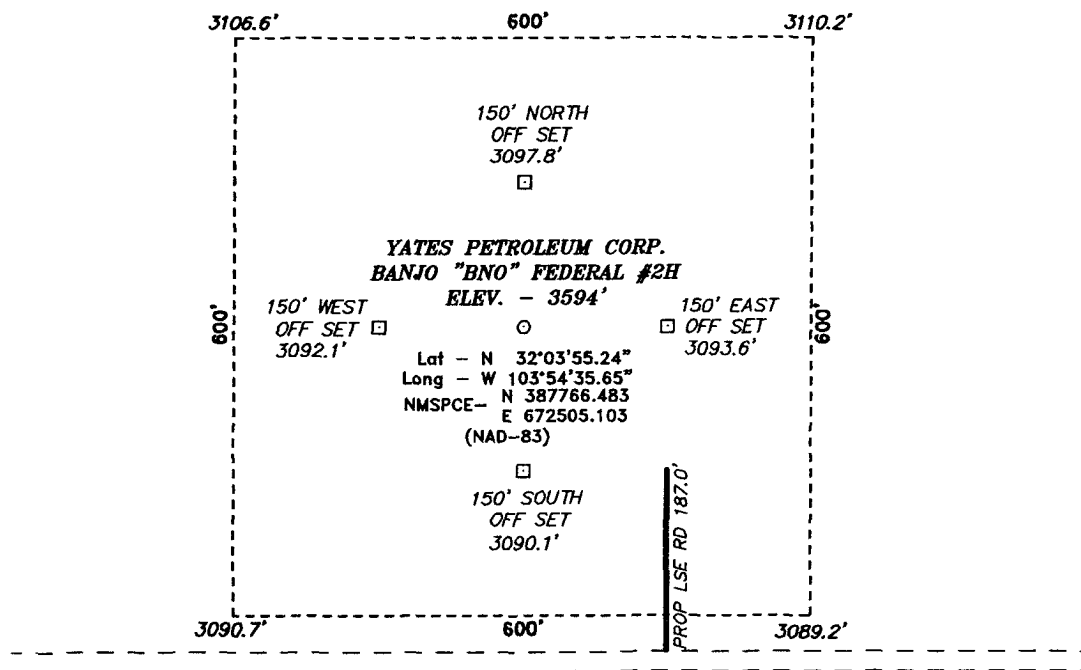 3106.6' 600' 3110.2'
150' NORTH
OFF SET
3097.8'
YATES PETROLEUM CORP.
BANJO "BNO" FEDERAL #2H
ELEV. - 3594'
600'
150' WEST
OFF SET
3092.1'
150' EAST
OFF SET
3093.6'
600'
Lat - N 32°03'55.24"
Long - W 103°54'35.65"
NMSPCE- N 387766.483
E 672505.103
(NAD-83)
150' SOUTH
OFF SET
3090.1'
PROP LSE RD 187.0'
3090.7' 600' 3089.2'